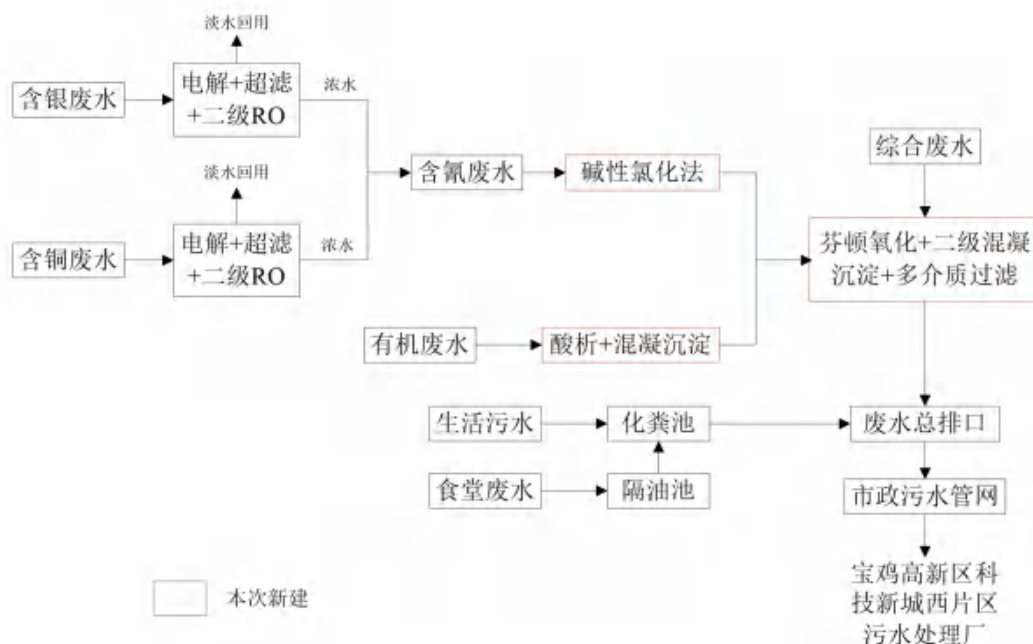 淡水回用
含银废水
电解+超滤
+二级RO
浓水
淡水回用
含铜废水
电解+超滤
+二级RO
浓水
含氰废水
碱性氯化法
综合废水
芬顿氧化+二级混凝
沉淀+多介质过滤
有机废水
酸析+混凝沉淀
生活污水
化粪池
废水总排口
食堂废水
隔油池
市政污水管网
宝鸡高新区科
技新城西片区
污水处理厂
本次新建